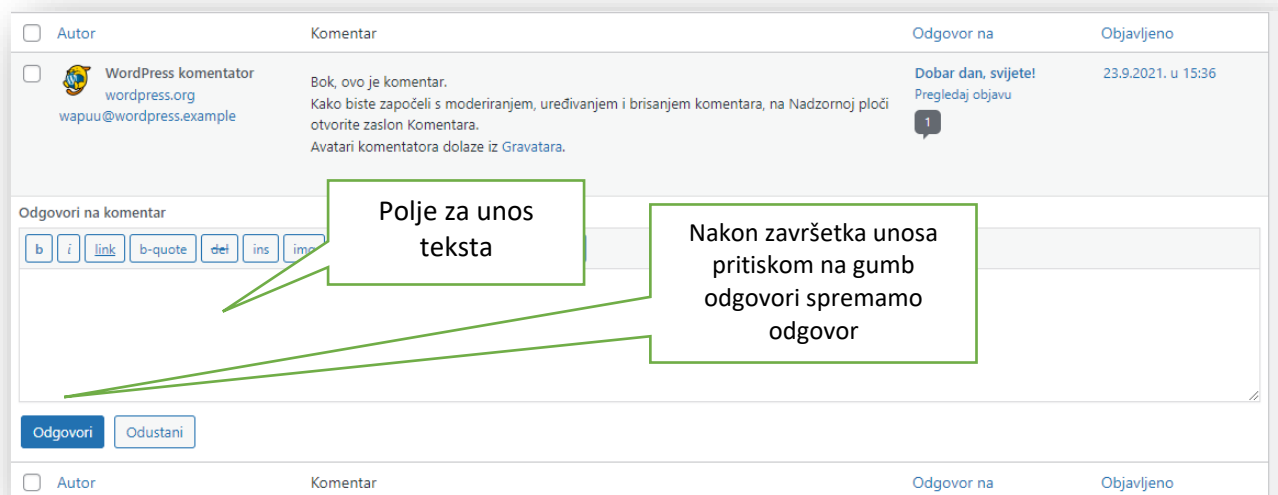 Autor Komentar Odgovor na Objavljeno
WordPress komentator
wordpress.org
wapuu@wordpress.example
Bok, ovo je komentar.
Kako biste započeli s moderiranjem, uređivanjem i brisanjem komentara, na Nadzornoj ploči
otvorite zaslon Komentara.
Avatari komentatora dolaze iz Gravatara.
Dobar dan, svijete!
Pregledaj objavu
1
23.9.2021. u 15:36
Odgovori na komentar
b i link b-quote del ins
Polje za unos
teksta
Nakon završetka unosa
pritiskom na gumb
odgovori spremamo
odgovor
Odgovori Odustani
Autor Komentar Odgovor na Objavljeno